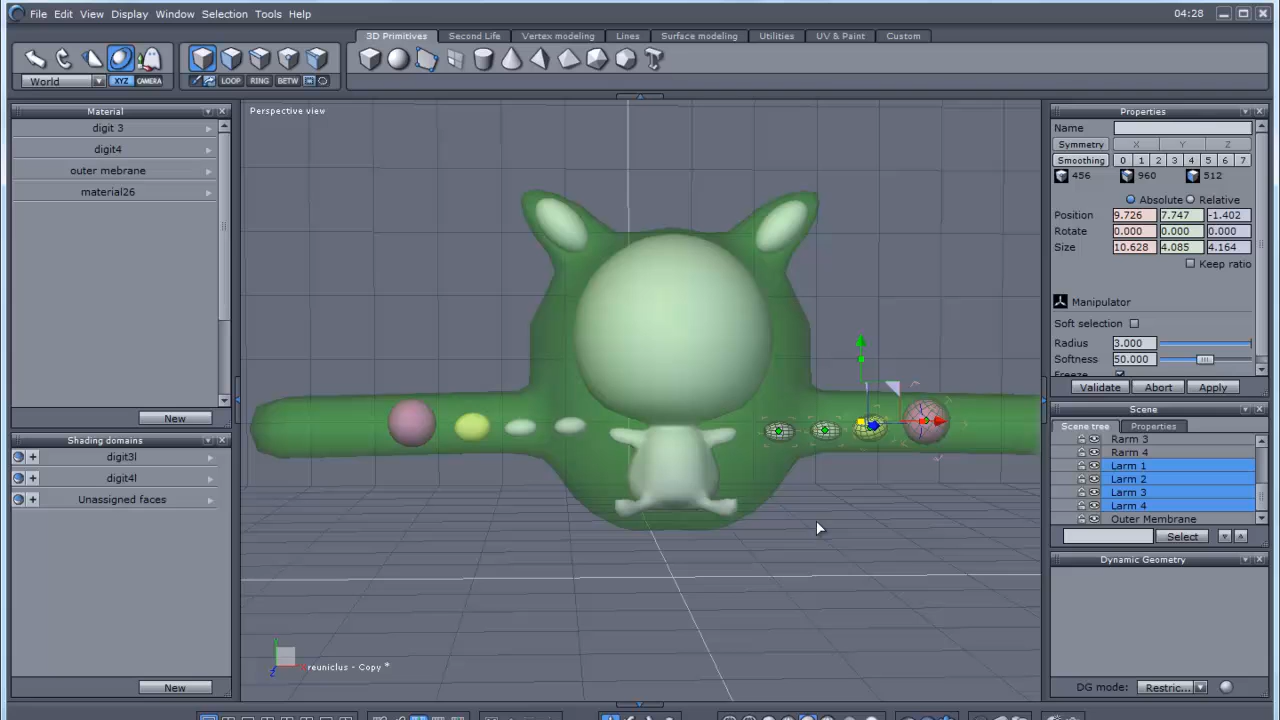 File Edit View Display Window Selection Tools Help 04:28
3D Primitives Second Life Vertex modeling Lines Surface modeling Utilities UV & Paint Custom
World XYZ CAMERA LOOP RING BETW
Material
digit 3
digit4
outer mebrane
material26
New
Shading domains
digit3l
digit4l
Unassigned faces
New
Perspective view
reuniclus - Copy *
Properties
Name
Symmetry X Y Z
Smoothing 0 1 2 3 4 5 6 7
456 960 512
Absolute Relative
Position 9.726 7.747 -1.402
Rotate 0.000 0.000 0.000
Size 10.628 4.085 4.164
Keep ratio
Manipulator
Soft selection
Radius 3.000
Softness 50.000
Validate Abort Apply
Scene
Scene tree Properties
Rarm 3
Rarm 4
Larm 1
Larm 2
Larm 3
Larm 4
Outer Membrane
Select
Dynamic Geometry
DG mode: Restric...